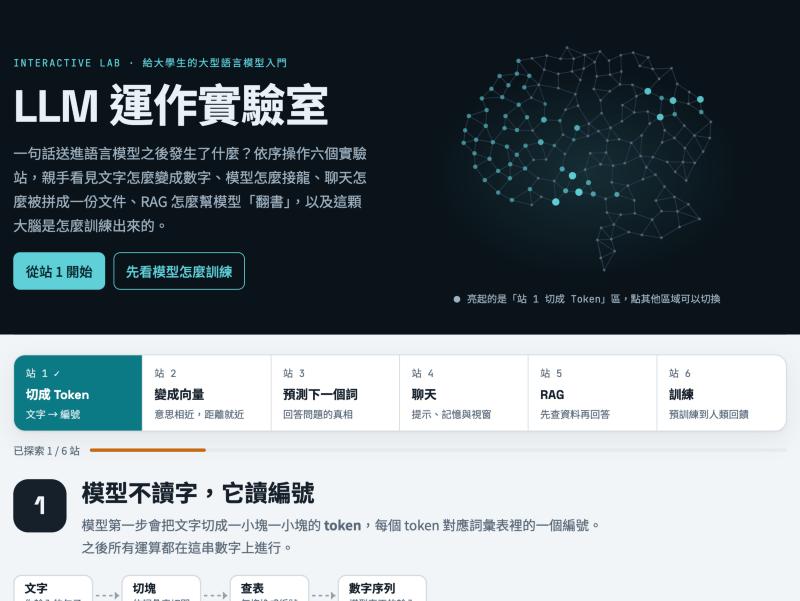 INTERACTIVE LAB · 給大學生的大型語言模型入門
LLM 運作實驗室
一句話送進語言模型之後發生了什麼？依序操作六個實驗
站，親手看見文字怎麼變成數字、模型怎麼接龍、聊天怎
麼被拼成一份文件、RAG 怎麼幫模型「翻書」，以及這顆
大腦是怎麼訓練出來的。
從站 1 開始
先看模型怎麼訓練
亮起的是「站 1 切成 Token」區，點其他區域可以切換
站 1 ✓
切成 Token
文字 → 編號
站 2
變成向量
意思相近，距離就近
站 3
預測下一個詞
回答問題的真相
站 4
聊天
提示、記憶與視窗
站 5
RAG
先查資料再回答
站 6
訓練
預訓練到人類回饋
已探索 1 / 6 站
1
模型不讀字，它讀編號
模型第一步會把文字切成一小塊一小塊的 token，每個 token 對應詞彙表裡的一個編號。
之後所有運算都在這串數字上進行。
文字
切塊
查表
數字序列